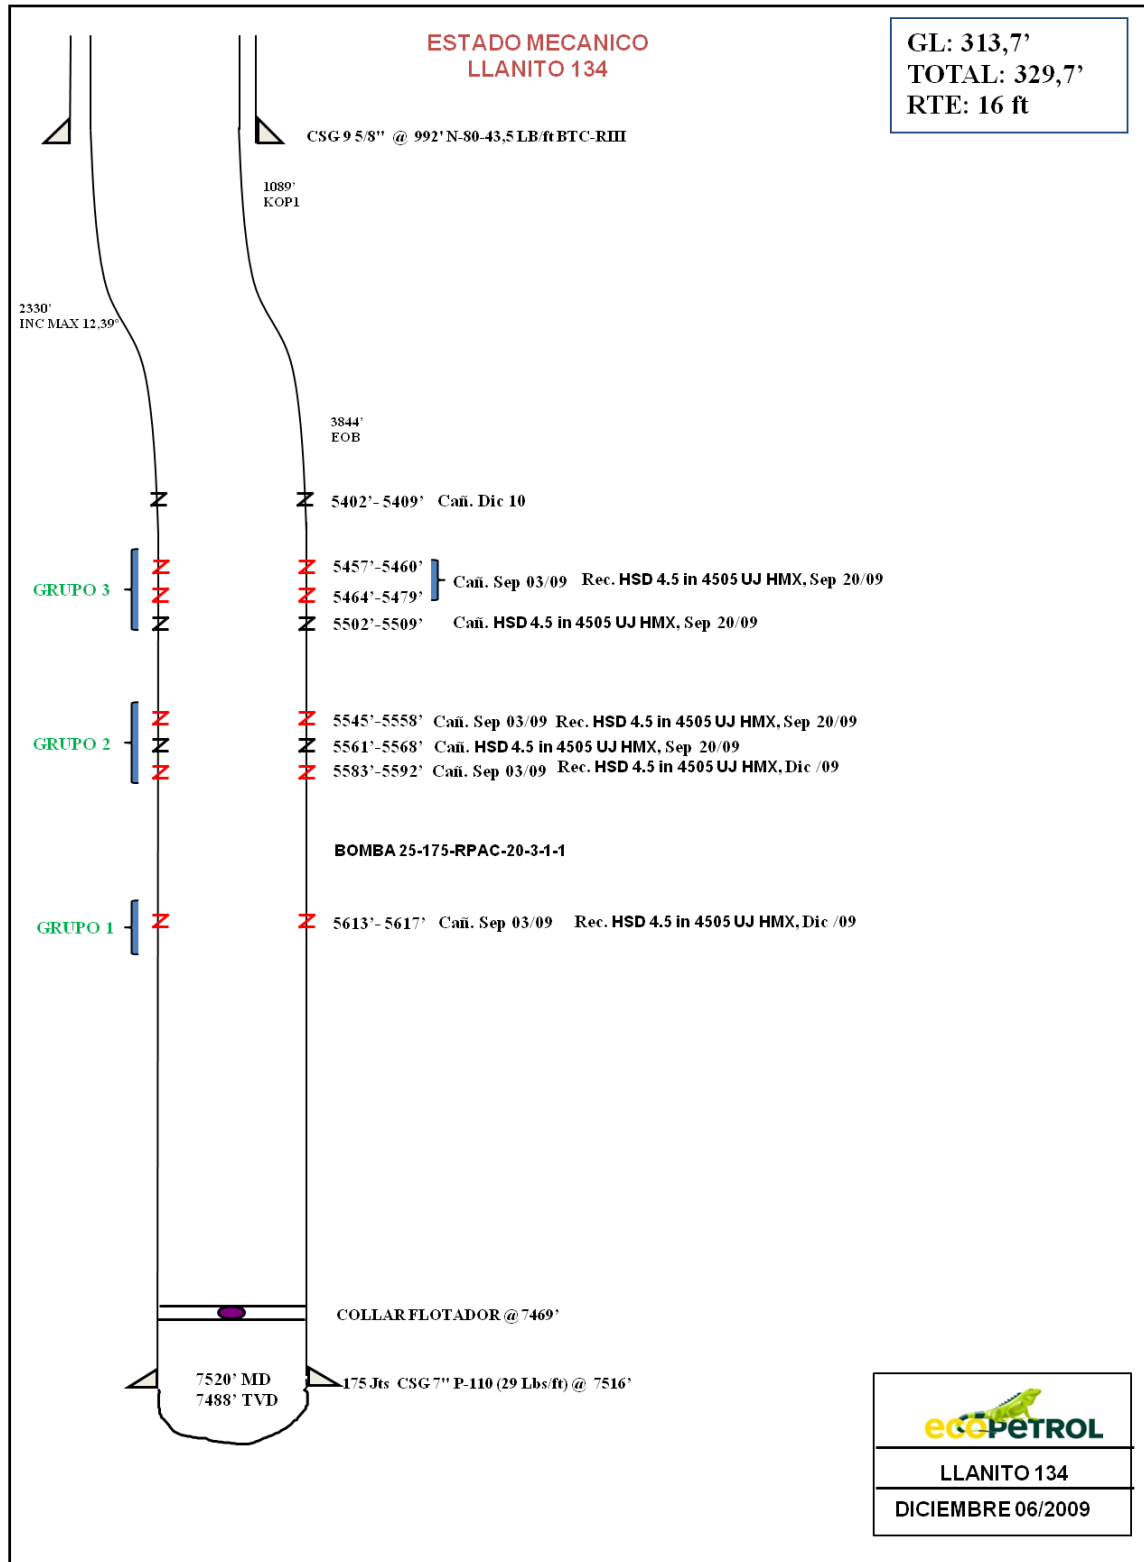 ESTADO MECANICO
LLANITO 134
GL: 313,7’
TOTAL: 329,7’
RTE: 16 ft
CSG 9 5/8" @ 992' N-80-43,5 LB/ft BTC-RIII
1089’
KOP1
2330’
INC MAX 12,39°
3844’
EOB
5402’-5409’ Cañ. Dic 10
GRUPO 3
5457’-5460’
5464’-5479’
Cañ. Sep 03/09 Rec. HSD 4.5 in 4505 UJ HMX, Sep 20/09
5502’-5509’ Cañ. HSD 4.5 in 4505 UJ HMX, Sep 20/09
GRUPO 2
5545’-5558’ Cañ. Sep 03/09 Rec. HSD 4.5 in 4505 UJ HMX, Sep 20/09
5561’-5568’ Cañ. HSD 4.5 in 4505 UJ HMX, Sep 20/09
5583’-5592’ Cañ. Sep 03/09 Rec. HSD 4.5 in 4505 UJ HMX, Dic /09
BOMBA 25-175-RPAC-20-3-1-1
GRUPO 1
5613’-5617’ Cañ. Sep 03/09 Rec. HSD 4.5 in 4505 UJ HMX, Dic /09
COLLAR FLOTADOR @ 7469’
7520’ MD
7488’ TVD
175 Jts CSG 7" P-110 (29 Lbs/ft) @ 7516’
ecoPETROL
LLANITO 134
DICIEMBRE 06/2009